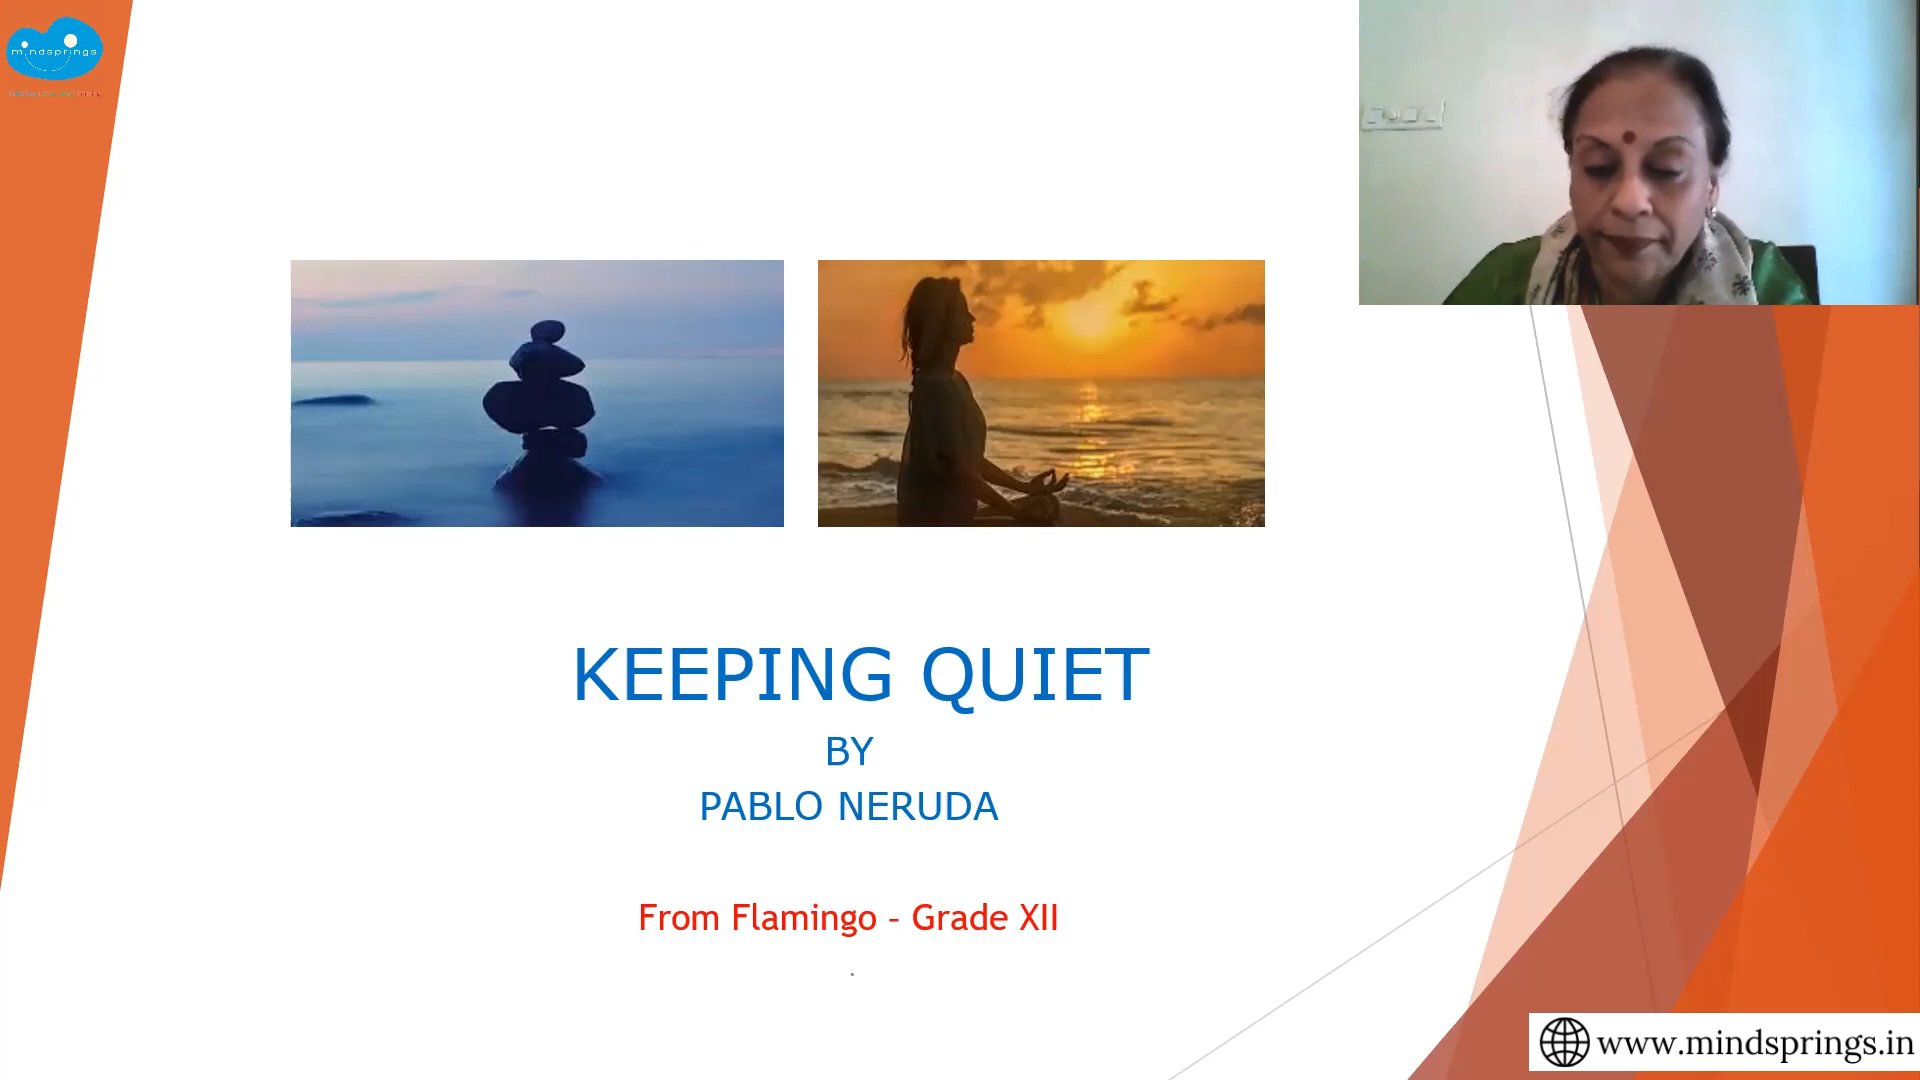 mindsprings
KEEPING QUIET
BY
PABLO NERUDA
From Flamingo - Grade XII
.
www.mindsprings.in